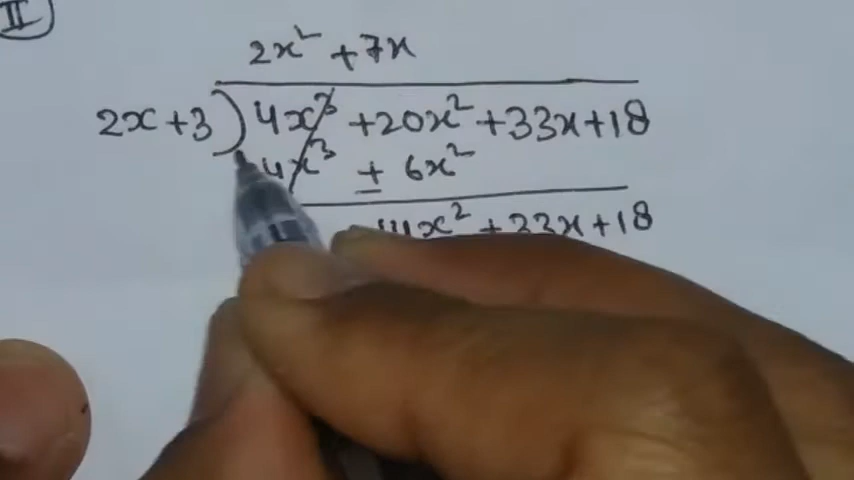 II
2x² + 7x
2x + 3 ) 4x³ + 20x² + 33x + 18
4x³ ± 6x²
14x² + 33x + 18